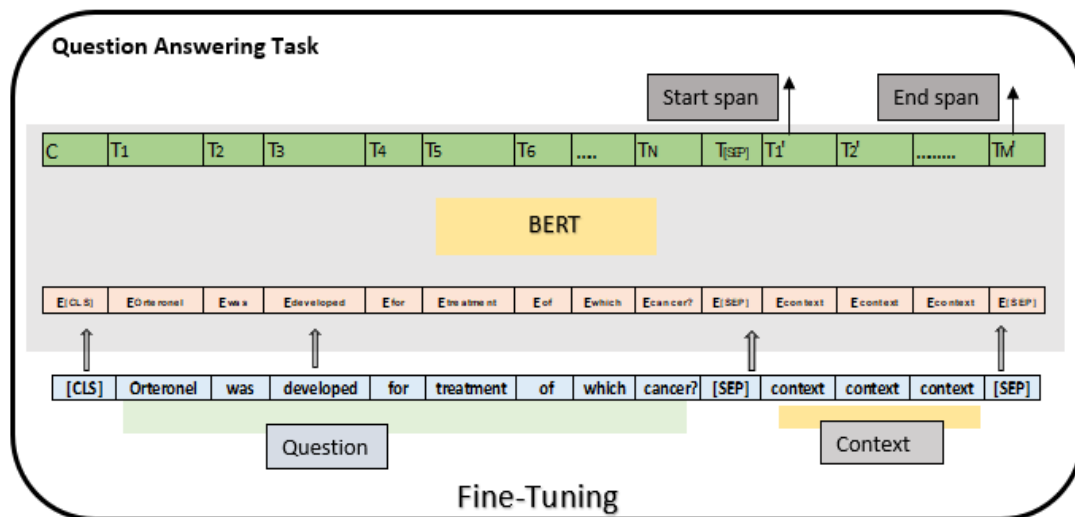 Question Answering Task
Start span End span
C T1 T2 T3 T4 T5 T6 .... TN T[SEP] T1' T2' ......... TM'
BERT
E[CLS] EOrteronel Ewas Edeveloped Efor Etreatment Eof Ewhich Ecancer? E[SEP] Econtext Econtext Econtext E[SEP]
[CLS] Orteronel was developed for treatment of which cancer? [SEP] context context context [SEP]
Question Context
Fine-Tuning